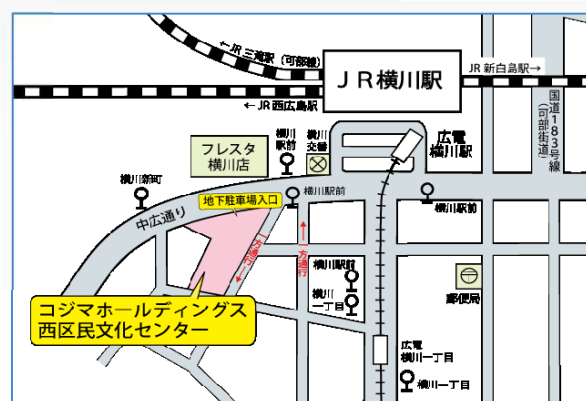 ←JR 三滝駅 (可部線)
JR横川駅
JR 新白島駅→
←JR 西広島駅
国道183号線
(可部街道)
フレスタ
横川店
横川
駅前
横川
交番
広電
横川駅
横川新町
中広通り
地下駐車場入口
横川駅前
横川駅前
一方通行→
←一方通行
横川駅前
横川
一丁目
郵便局
コジマホールディングス
西区民文化センター
広電
横川一丁目
横川一丁目